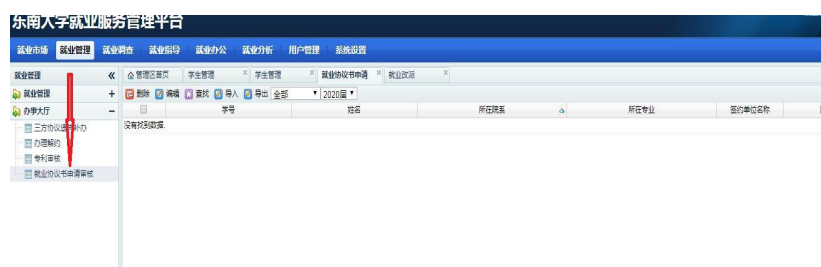 东南大学就业服务管理平台
就业市场 就业管理 就业调查 就业指导 就业办公 就业分析 用户管理 系统设置
就业管理 « 管理区首页 学生管理 × 学生管理 × 就业协议书申请 × 就业改派 ×
就业管理 + 删除 编辑 查找 导入 导出 全部 2020届
办事大厅 − 学号 姓名 所在院系 所在专业 签约单位名称
三方协议遗失补办 没有找到数据.
办理解约
专利审核
就业协议书申请审核